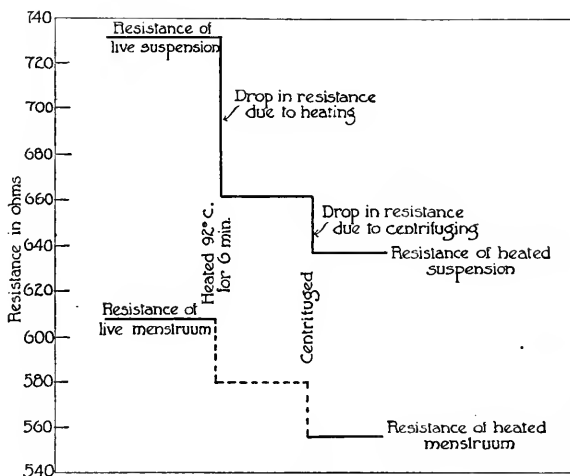 740
720
700
680
660
640
620
600
580
560
540
Resistance in ohms
Resistance of
live suspension
Drop in resistance
due to heating
Heated 92° c.
for 6 min.
Drop in resistance
due to centrifuging
Resistance of heated
suspension
Resistance of
live menstruum
Centrifuged
Resistance of heated
menstruum